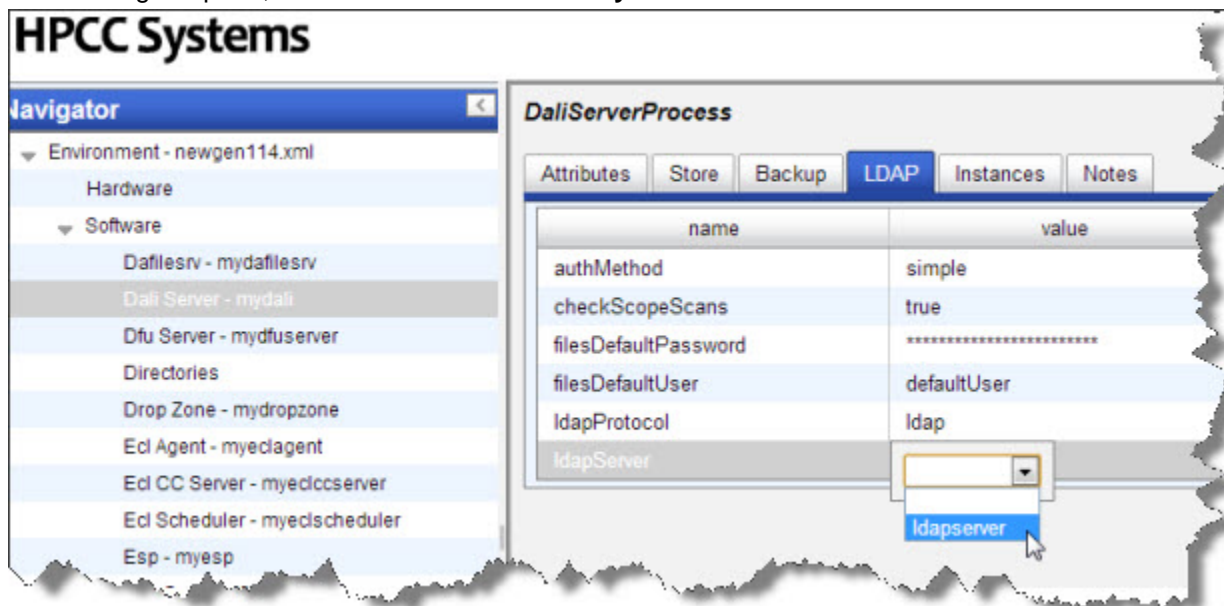 HPCC Systems
Navigator
Environment - newgen114.xml
Hardware
Software
Dafilesrv - mydafilesrv
Dali Server - mydali
Dfu Server - mydfuserver
Directories
Drop Zone - mydropzone
Ecl Agent - myeclagent
Ecl CC Server - myeclccserver
Ecl Scheduler - myeclscheduler
Esp - myesp
DaliServerProcess
Attributes Store Backup LDAP Instances Notes
name value
authMethod simple
checkScopeScans true
filesDefaultPassword ************************
filesDefaultUser defaultUser
ldapProtocol ldap
ldapServer
ldapserver